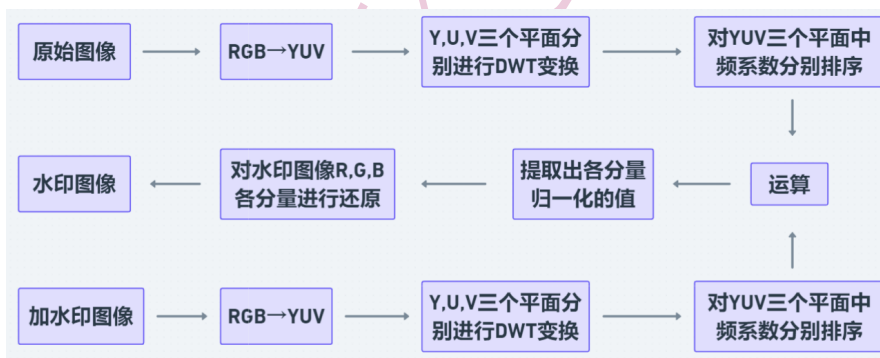 原始图像
RGB→YUV
Y,U,V三个平面分
别进行DWT变换
对YUV三个平面中
频系数分别排序
水印图像
对水印图像R,G,B
各分量进行还原
提取出各分量
归一化的值
运算
加水印图像
RGB→YUV
Y,U,V三个平面分
别进行DWT变换
对YUV三个平面中
频系数分别排序